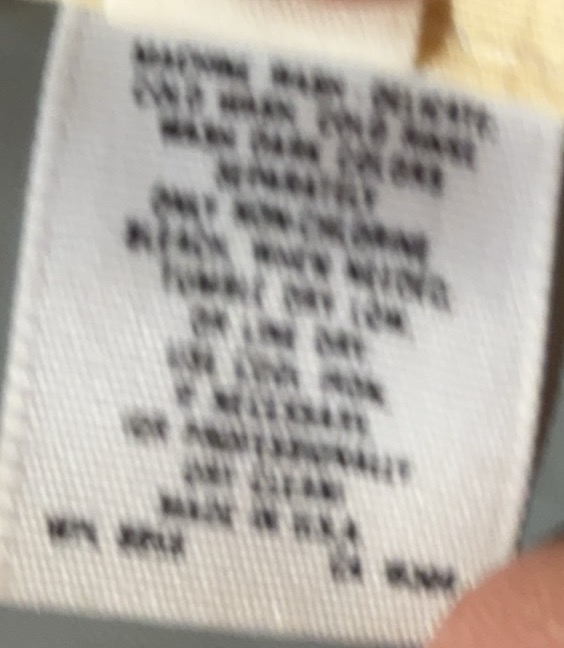 MACHINE WASH DELICATE
COLD WASH, COLD RINSE
WASH DARK COLORS
SEPARATELY
ONLY NON-CHLORINE
BLEACH, WHEN NEEDED.
TUMBLE DRY LOW,
OR LINE DRY
USE COOL IRON,
IF NECESSARY
(OR PROFESSIONALLY
DRY CLEAN)
MADE IN U.S.A.